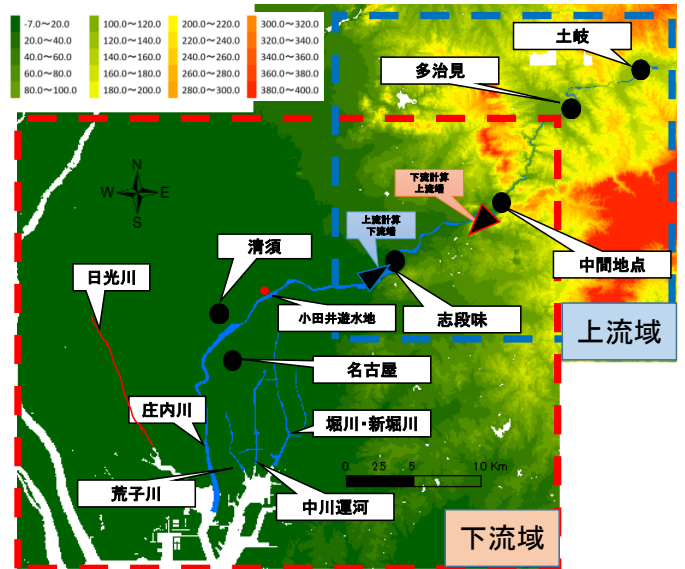 -7.0～20.0
20.0～40.0
40.0～60.0
60.0～80.0
80.0～100.0
100.0～120.0
120.0～140.0
140.0～160.0
160.0～180.0
180.0～200.0
200.0～220.0
220.0～240.0
240.0～260.0
260.0～280.0
280.0～300.0
300.0～320.0
320.0～340.0
340.0～360.0
360.0～380.0
380.0～400.0
土岐
多治見
下流計算
上流端
N
W
E
S
上流計算
下流端
清須
中間地点
日光川
小田井遊水地
志段味
上流域
名古屋
庄内川
堀川・新堀川
0 2.5 5 10 Km
荒子川
中川運河
下流域